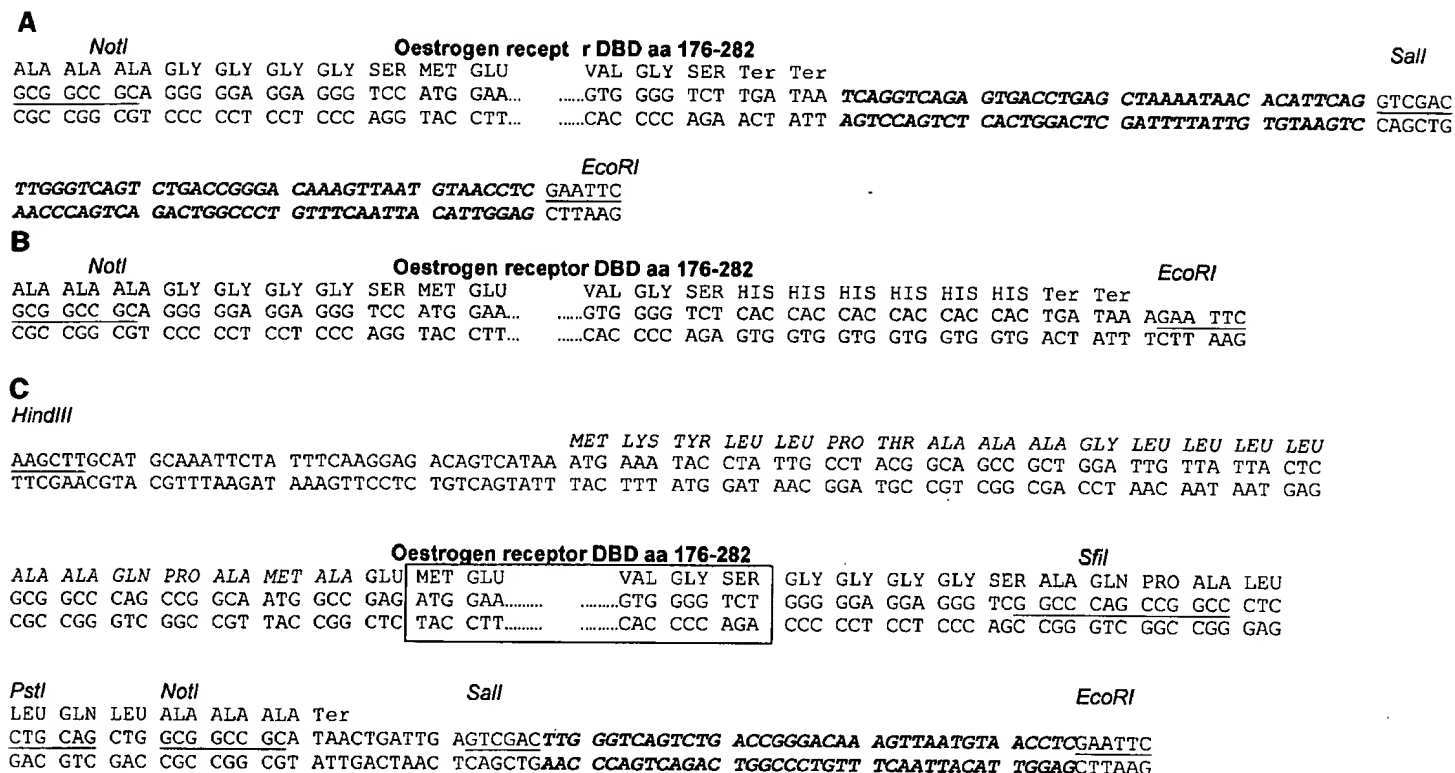 A
NotI Oestrogen recept r DBD aa 176-282 SalI
ALA ALA ALA GLY GLY GLY GLY SER MET GLU VAL GLY SER Ter Ter
GCG GCC GCA GGG GGA GGA GGG TCC ATG GAA... ......GTG GGG TCT TGA TAA TCAGGTCAGA GTGACCTGAG CTAAAATAAC ACATTCAG GTCGAC
CGC CGG CGT CCC CCT CCT CCC AGG TAC CTT... ......CAC CCC AGA ACT ATT AGTCCAGTCT CACTGGACTC GATTTTATTG TGTAAGTC CAGCTG
EcoRI
TTGGGTCAGT CTGACCGGGA CAAAGTTAAT GTAACCTC GAATTC
AACCCAGTCA GACTGGCCCT GTTTCAATTA CATTGGAG CTTAAG
B
NotI Oestrogen receptor DBD aa 176-282 EcoRI
ALA ALA ALA GLY GLY GLY GLY SER MET GLU VAL GLY SER HIS HIS HIS HIS HIS HIS Ter Ter
GCG GCC GCA GGG GGA GGA GGG TCC ATG GAA... ......GTG GGG TCT CAC CAC CAC CAC CAC CAC TGA TAA AGAA TTC
CGC CGG CGT CCC CCT CCT CCC AGG TAC CTT... ......CAC CCC AGA GTG GTG GTG GTG GTG GTG ACT ATT TCTT AAG
C
HindIII
MET LYS TYR LEU LEU PRO THR ALA ALA ALA GLY LEU LEU LEU LEU
AAGCTTGCAT GCAAATTCTA TTTCAAGGAG ACAGTCATAA ATG AAA TAC CTA TTG CCT ACG GCA GCC GCT GGA TTG TTA TTA CTC
TTCGAACGTA CGTTTAAGAT AAAGTTCCTC TGTCAGTATT TAC TTT ATG GAT AAC GGA TGC CGT CGG CGA CCT AAC AAT AAT GAG
Oestrogen receptor DBD aa 176-282 SfiI
ALA ALA GLN PRO ALA MET ALA GLU MET GLU VAL GLY SER GLY GLY GLY GLY SER ALA GLN PRO ALA LEU
GCG GCC CAG CCG GCA ATG GCC GAG ATG GAA......... .........GTG GGG TCT GGG GGA GGA GGG TCG GCC CAG CCG GCC CTC
CGC CGG GTC GGC CGT TAC CGG CTC TAC CTT......... .........CAC CCC AGA CCC CCT CCT CCC AGC CGG GTC GGC CGG GAG
PstI NotI SalI EcoRI
LEU GLN LEU ALA ALA ALA Ter
CTG CAG CTG GCG GCC GCA TAACTGATTG AGTCGACTTG GGTCAGTCTG ACCGGGACAA AGTTAATGTA ACCTCGAATTC
GAC GTC GAC CGC CGG CGT ATTGACTAAC TCAGCTGAAC CCAGTCAGAC TGGCCCTGTT TCAATTACAT TGGAGCTTAAG